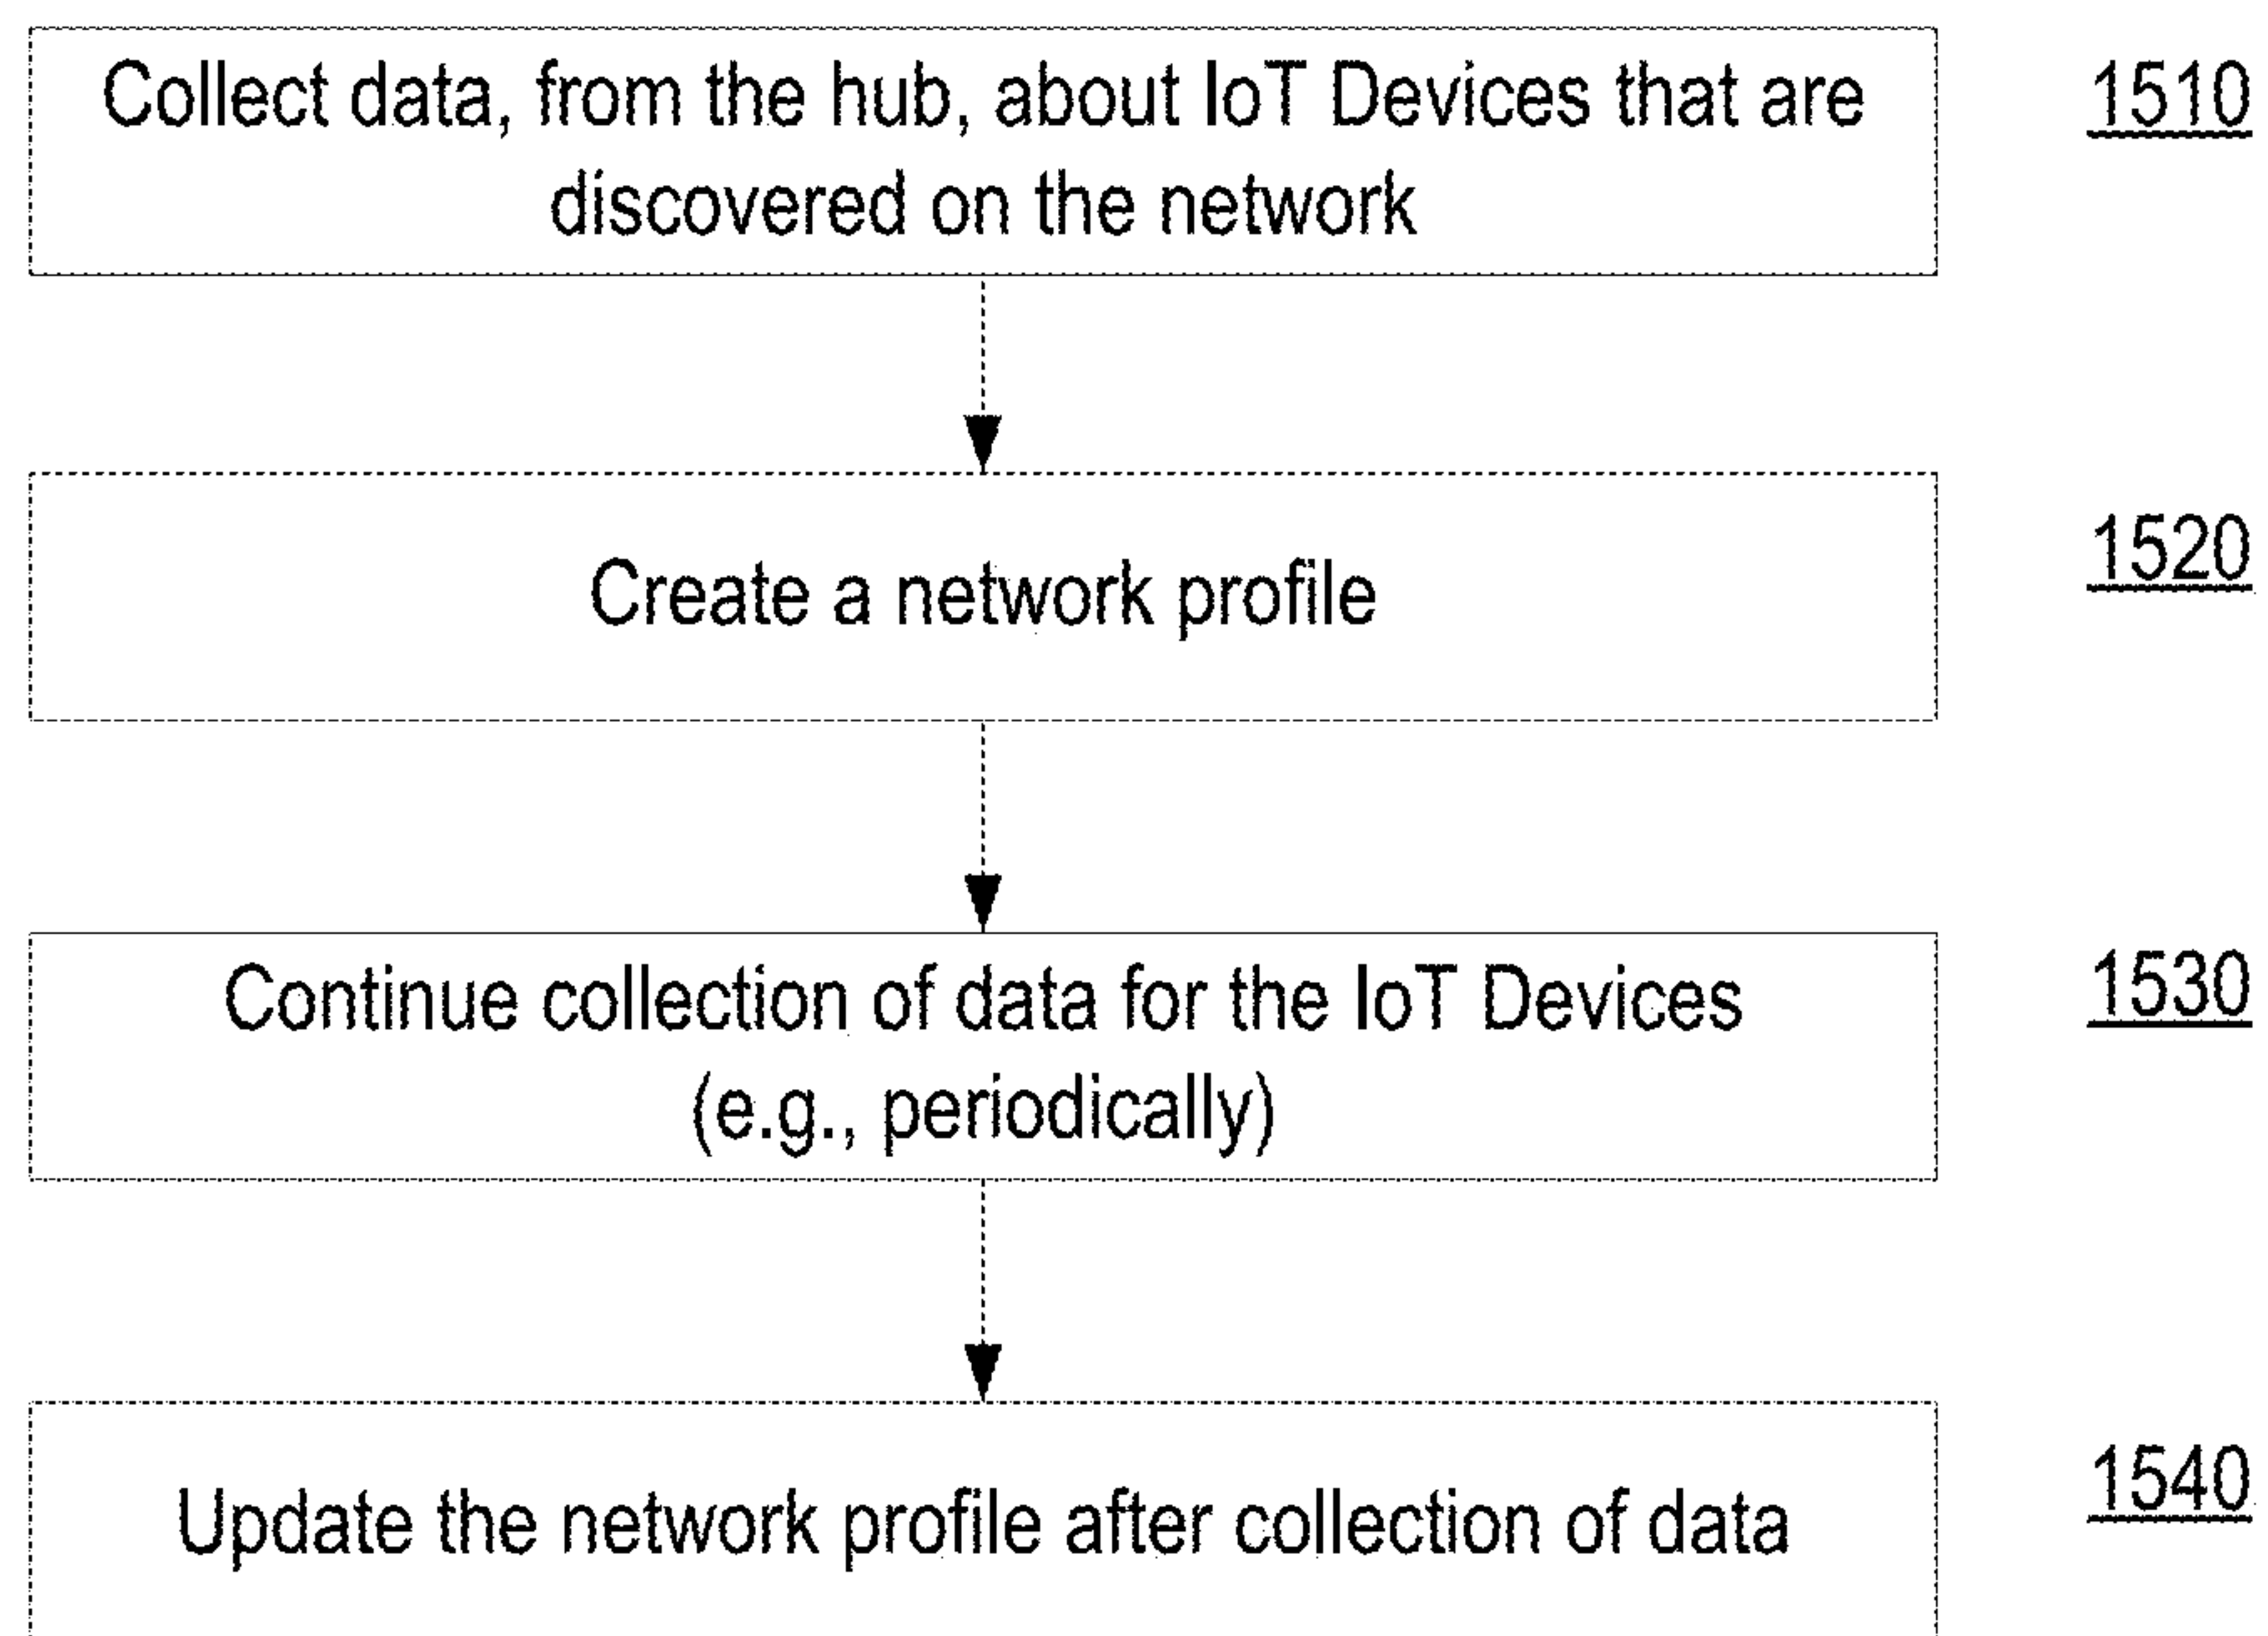 Collect data, from the hub, about IoT Devices that are
discovered on the network
1510
Create a network profile
1520
Continue collection of data for the IoT Devices
(e.g., periodically)
1530
Update the network profile after collection of data
1540